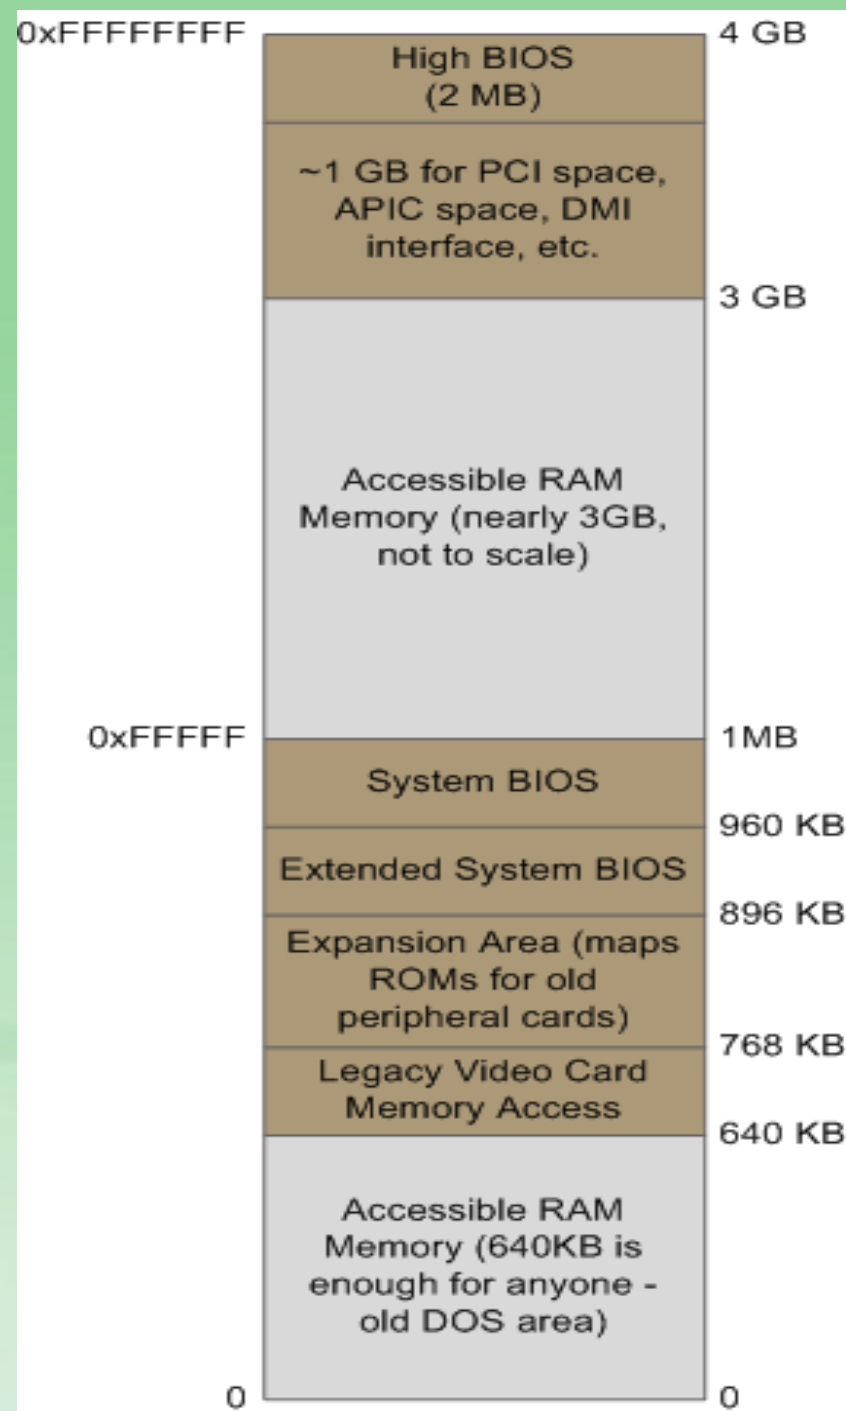 0xFFFFFFFF
4 GB
High BIOS
(2 MB)
~1 GB for PCI space,
APIC space, DMI
interface, etc.
3 GB
Accessible RAM
Memory (nearly 3GB,
not to scale)
0xFFFFF
1MB
System BIOS
960 KB
Extended System BIOS
896 KB
Expansion Area (maps
ROMs for old
peripheral cards)
768 KB
Legacy Video Card
Memory Access
640 KB
Accessible RAM
Memory (640KB is
enough for anyone -
old DOS area)
0
0